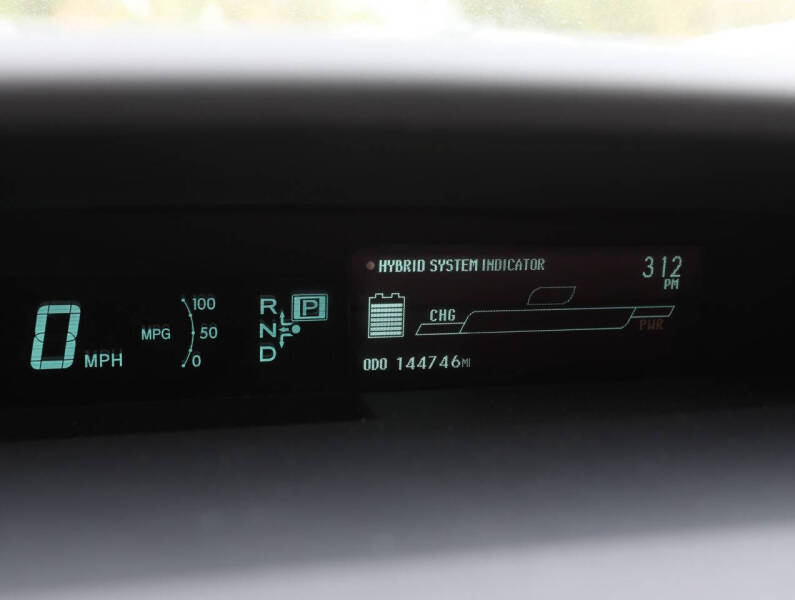 0 MPH
MPG
100
50
0
R P
N
D
HYBRID SYSTEM INDICATOR
312
PM
CHG
PWR
ODO 144746MI